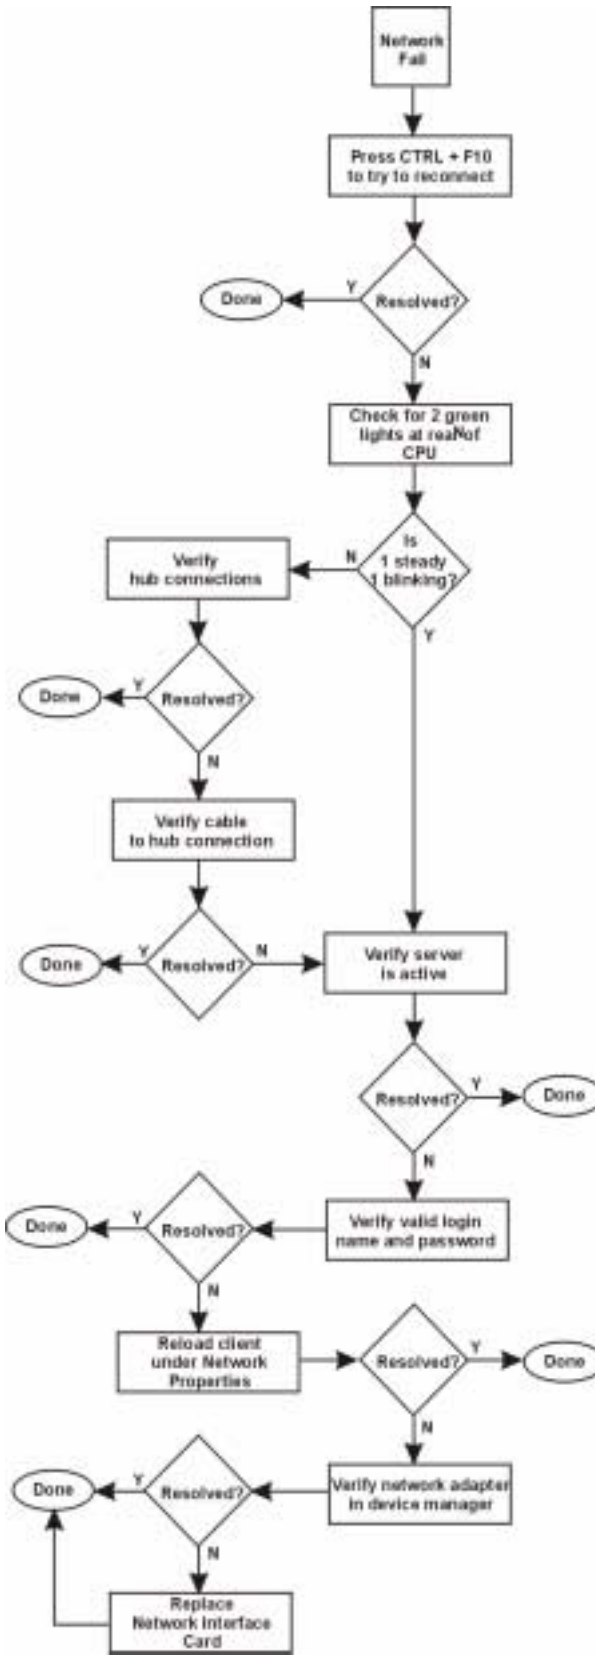 Network
Fail
Press CTRL + F10
to try to reconnect
Y
Done
Resolved?
N
Check for 2 green
lights at reaNof
CPU
Is
1 steady
1 blinking?
N
Verify
hub connections
Y
Y
Done
Resolved?
N
Verify cable
to hub connection
Y
N
Done
Resolved?
Verify server
is active
Resolved?
Y
Done
N
Y
Done
Resolved?
Verify valid login
name and password
N
Reload client
under Network
Properties
Resolved?
Y
Done
N
Y
Done
Resolved?
Verify network adapter
in device manager
N
Replace
Network Interface
Card